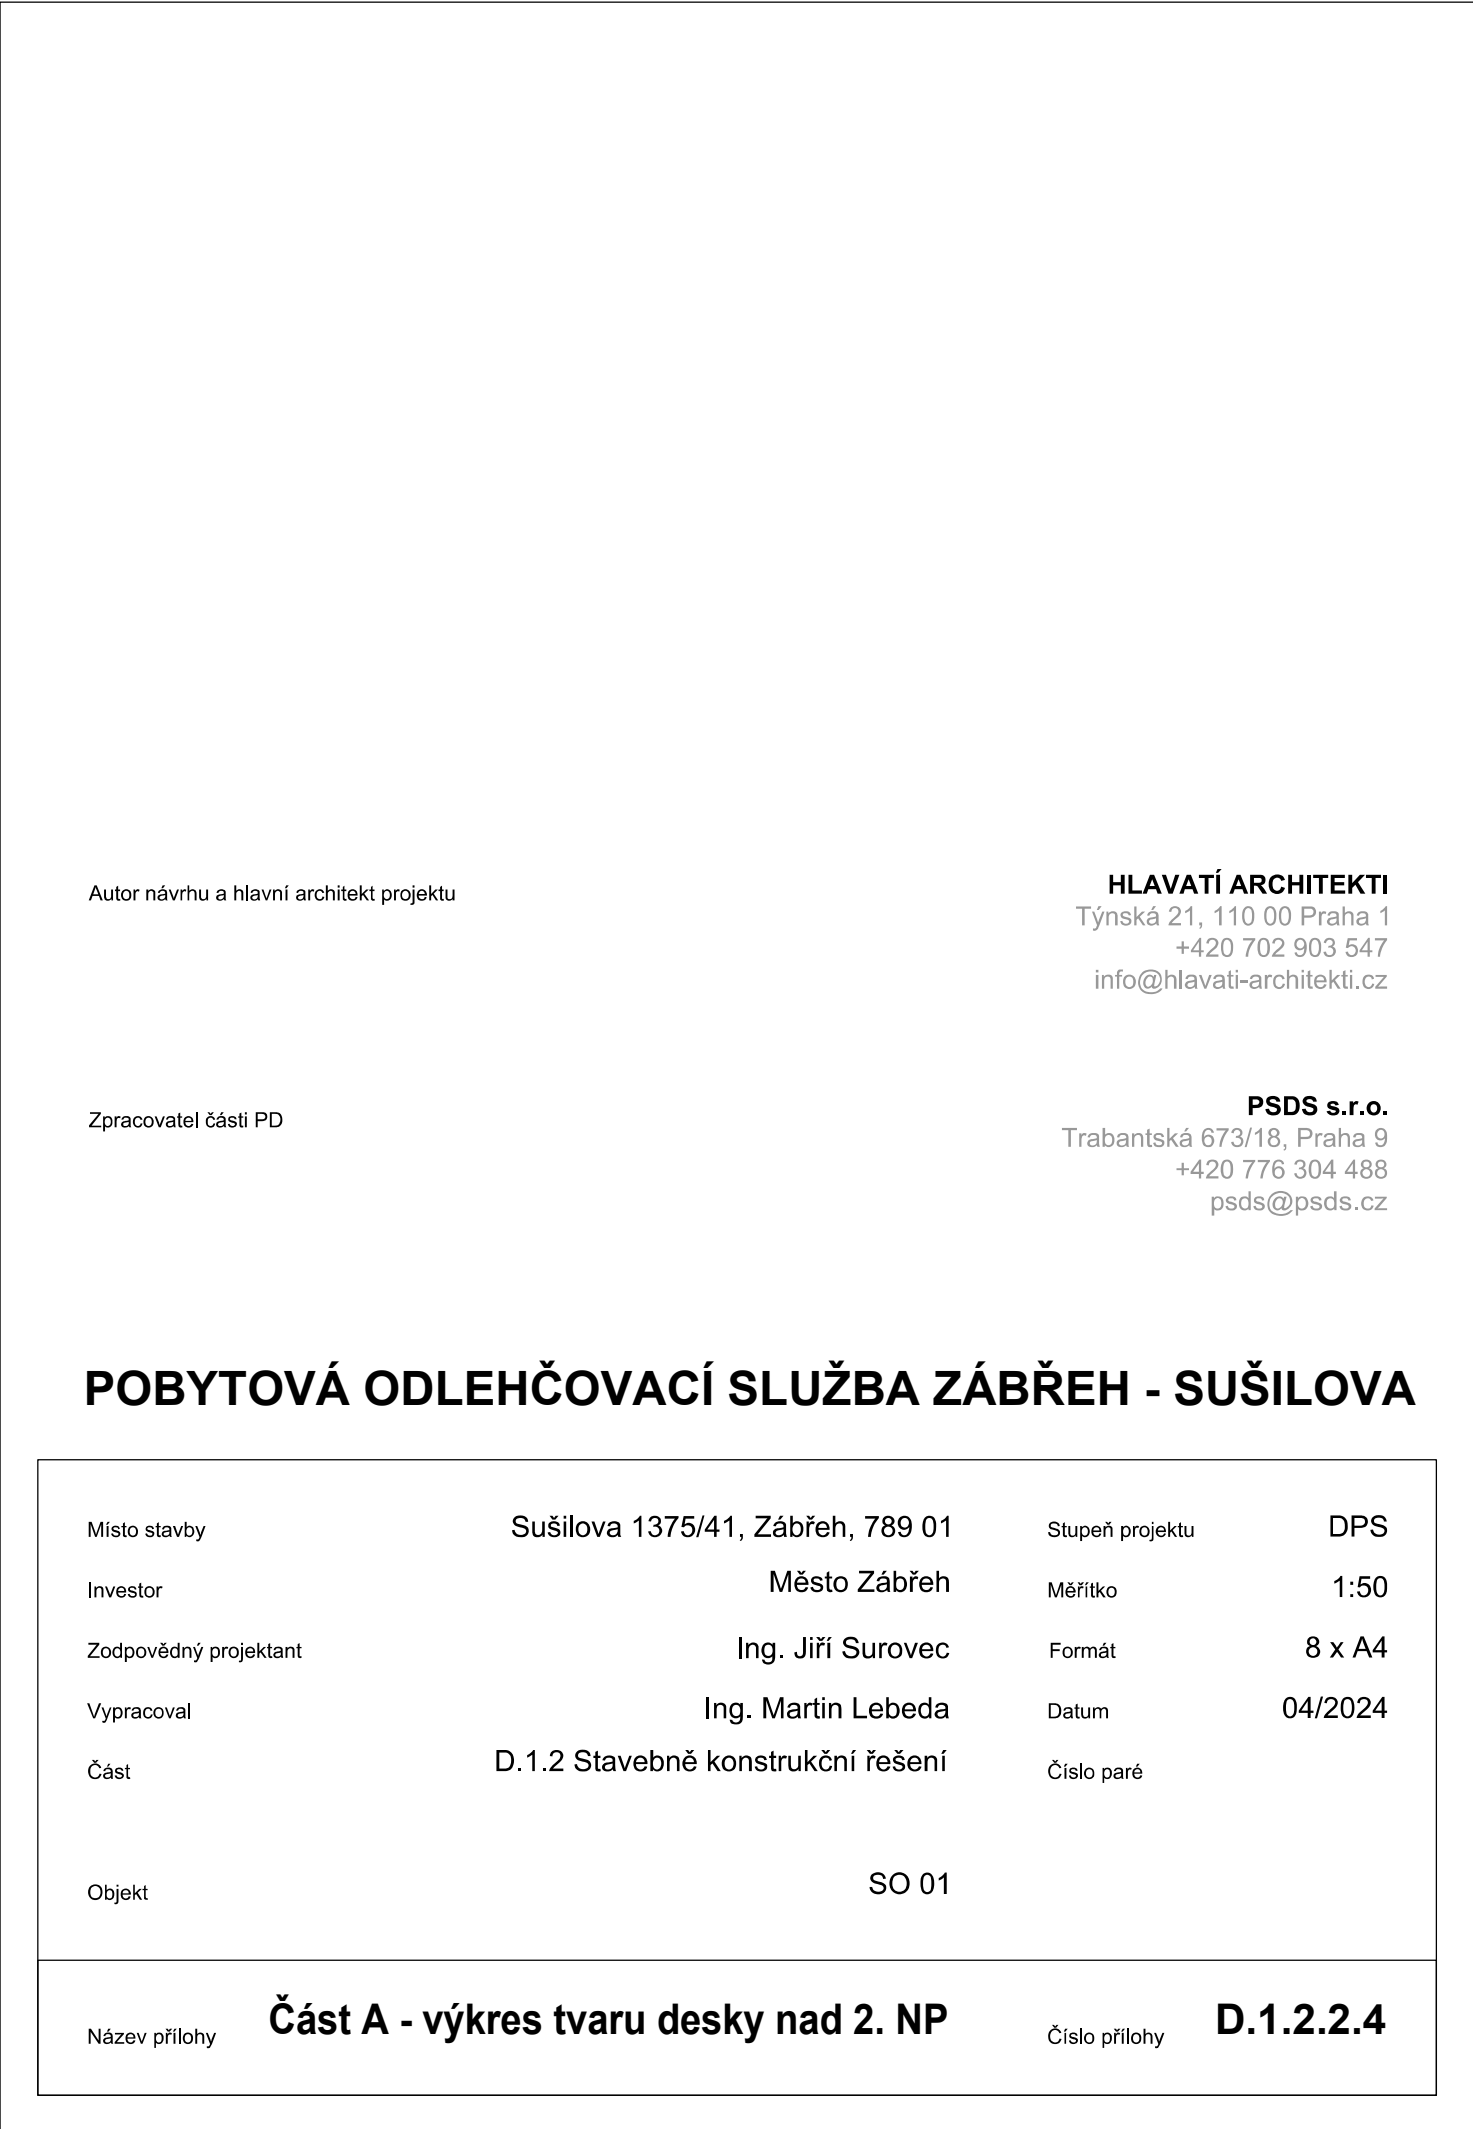 Autor návrhu a hlavní architekt projektu
HLAVATÍ ARCHITEKTI
Týnská 21, 110 00 Praha 1
+420 702 903 547
info@hlavati-architekti.cz
Zpracovatel části PD
PSDS s.r.o.
Trabantská 673/18, Praha 9
+420 776 304 488
psds@psds.cz
POBYTOVÁ ODLEHČOVACÍ SLUŽBA ZÁBŘEH - SUŠILOVA
Místo stavby Sušilova 1375/41, Zábřeh, 789 01 Stupeň projektu DPS
Investor Město Zábřeh Měřítko 1:50
Zodpovědný projektant Ing. Jiří Surovec Formát 8 x A4
Vypracoval Ing. Martin Lebeda Datum 04/2024
Část D.1.2 Stavebně konstrukční řešení Číslo paré
Objekt SO 01
Název přílohy Část A - výkres tvaru desky nad 2. NP Číslo přílohy D.1.2.2.4